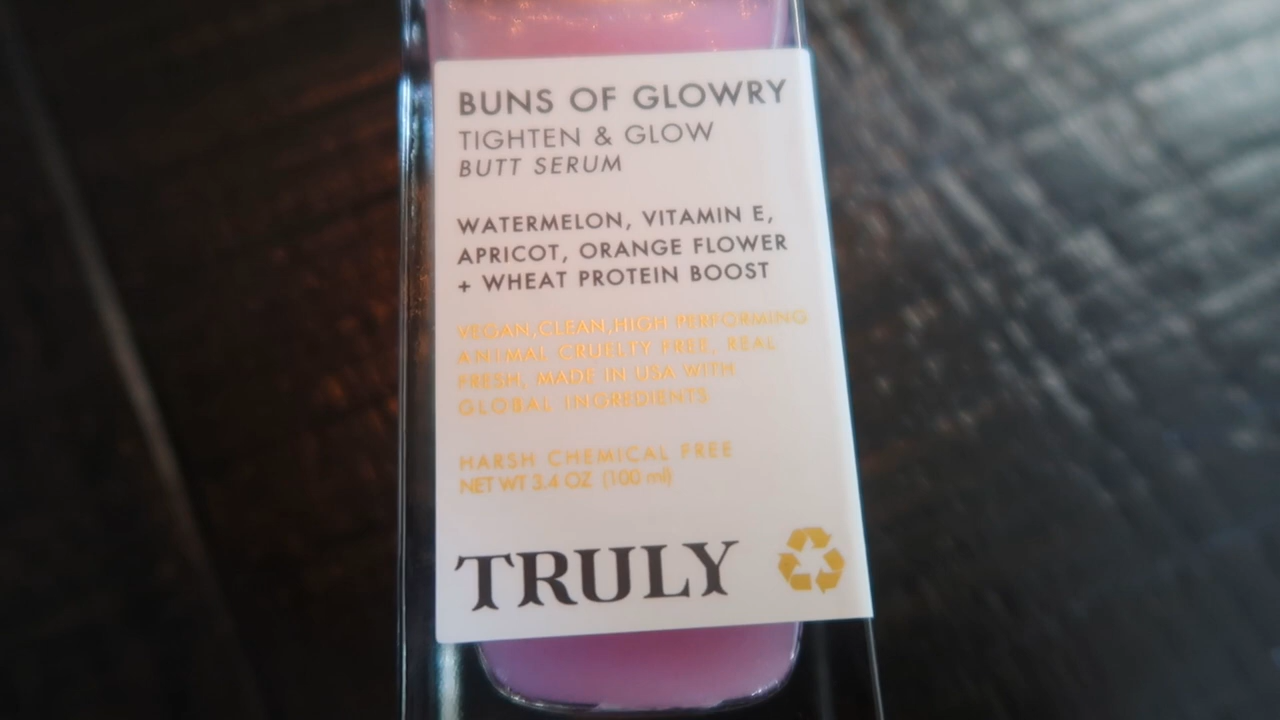 BUNS OF GLOWRY
TIGHTEN & GLOW
BUTT SERUM
WATERMELON, VITAMIN E,
APRICOT, ORANGE FLOWER
+ WHEAT PROTEIN BOOST
VEGAN,CLEAN,HIGH PERFORMING
ANIMAL CRUELTY FREE, REAL
FRESH, MADE IN USA WITH
GLOBAL INGREDIENTS
HARSH CHEMICAL FREE
NET WT 3.4 OZ (100 ml)
TRULY